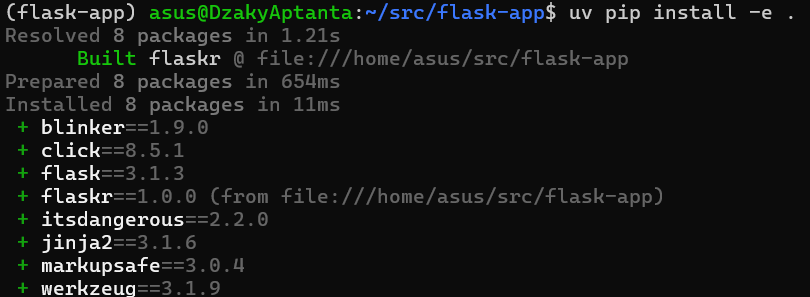 (flask-app) asus@DzakyAptanta:~/src/flask-app$ uv pip install -e .
Resolved 8 packages in 1.21s
      Built flaskr @ file:///home/asus/src/flask-app
Prepared 8 packages in 654ms
Installed 8 packages in 11ms
 + blinker==1.9.0
 + click==8.5.1
 + flask==3.1.3
 + flaskr==1.0.0 (from file:///home/asus/src/flask-app)
 + itsdangerous==2.2.0
 + jinja2==3.1.6
 + markupsafe==3.0.4
 + werkzeug==3.1.9